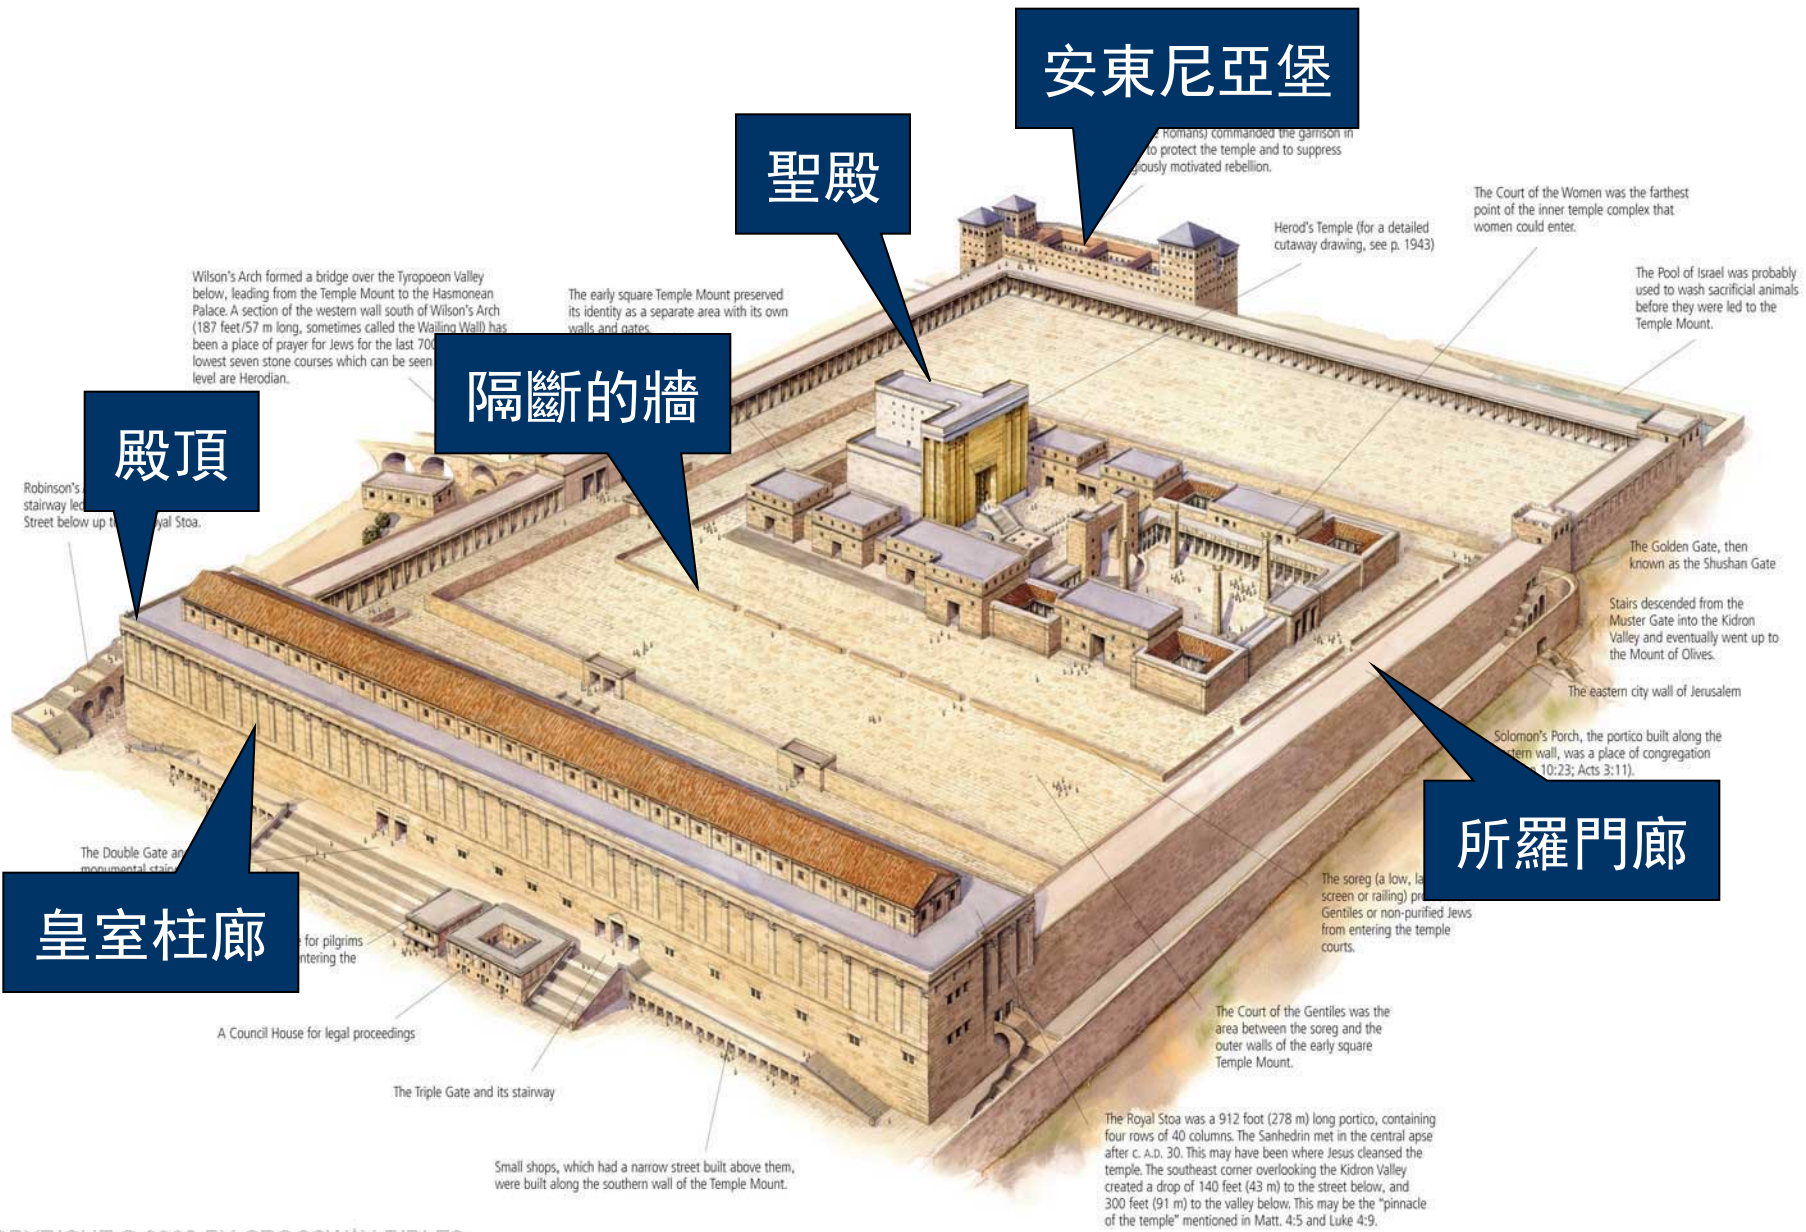 安東尼亞堡
聖殿
隔斷的牆
殿頂
皇室柱廊
所羅門廊
Romans) commanded the garrison in
to protect the temple and to suppress
motivated rebellion.
The Court of the Women was the farthest
point of the inner temple complex that
women could enter.
Herod's Temple (for a detailed
cutaway drawing, see p. 1943)
The Pool of Israel was probably
used to wash sacrificial animals
before they were led to the
Temple Mount.
Wilson's Arch formed a bridge over the Tyropoeon Valley
below, leading from the Temple Mount to the Hasmonean
Palace. A section of the western wall south of Wilson's Arch
(187 feet/57 m long, sometimes called the Wailing Wall) has
been a place of prayer for Jews for the last 700
lowest seven stone courses which can be seen
level are Herodian.
The early square Temple Mount preserved
its identity as a separate area with its own
walls and gates.
Robinson's
stairway led
Street below up Stoa.
The Golden Gate, then
known as the Shushan Gate
Stairs descended from the
Muster Gate into the Kidron
Valley and eventually went up to
the Mount of Olives.
The eastern city wall of Jerusalem
Solomon's Porch, the portico built along the
wall, was a place of congregation
10:23; Acts 3:11).
The Double Gate
monumental
for pilgrims
the
A Council House for legal proceedings
The Triple Gate and its stairway
Small shops, which had a narrow street built above them,
were built along the southern wall of the Temple Mount.
The soreg (a low,
screen or railing)
Gentiles or non-purified Jews
from entering the temple
courts.
The Court of the Gentiles was the
area between the soreg and the
outer walls of the early square
Temple Mount.
The Royal Stoa was a 912 foot (278 m) long portico, containing
four rows of 40 columns. The Sanhedrin met in the central apse
after C. A.D. 30. This may have been where Jesus cleansed the
temple. The southeast corner overlooking the Kidron Valley
created a drop of 140 feet (43 m) to the street below, and
300 feet (91 m) to the valley below. This may be the "pinnacle
of the temple" mentioned in Matt. 4:5 and Luke 4:9.